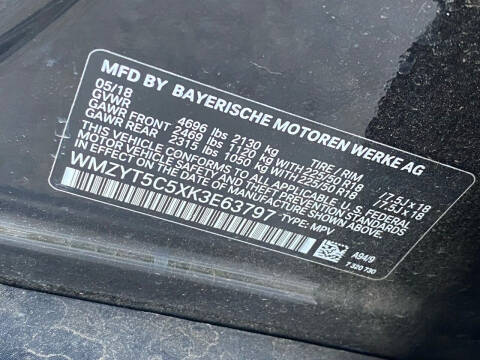 MFD BY BAYERISCHE MOTOREN WERKE AG
05/18
GVWR 4696 lbs 2130 kg TIRE / RIM
GAWR FRONT 2469 lbs 1120 kg WITH 225/50 R18 /7.5J x 18
GAWR REAR 2315 lbs 1050 kg WITH 225/50 R18 /7.5J x 18
THIS VEHICLE CONFORMS TO ALL APPLICABLE U.S. FEDERAL
MOTOR VEHICLE SAFETY AND THEFT PREVENTION STANDARDS
IN EFFECT ON THE DATE OF MANUFACTURE SHOWN ABOVE.
WMZYT5C5XK3E63797 TYPE: MPV
A94/9
7 320 730